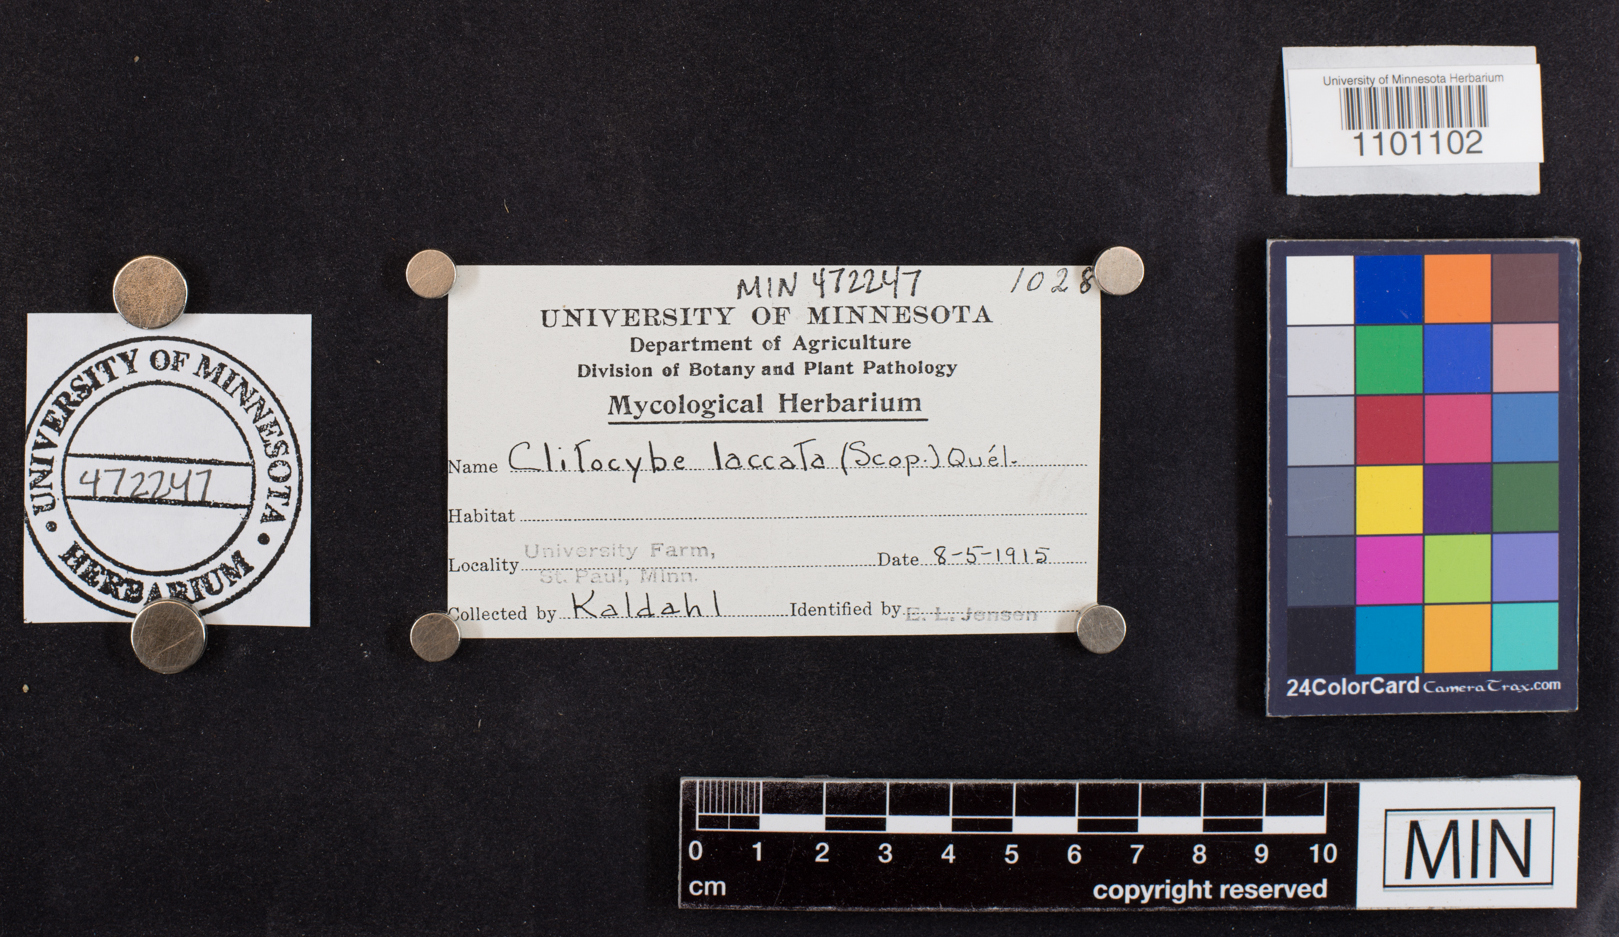 University of Minnesota Herbarium
1101102
MIN 472247 1028
UNIVERSITY OF MINNESOTA
Department of Agriculture
Division of Botany and Plant Pathology
Mycological Herbarium
Name Clitocybe laccata (Scop.) Quél.
Habitat
Locality University Farm,
St. Paul, Minn.
Date 8-5-1915
Collected by Kaldahl Identified by E. L. Jensen
• UNIVERSITY OF MINNESOTA •
472247
HERBARIUM
24ColorCard CameraTrax.com
0 1 2 3 4 5 6 7 8 9 10
cm copyright reserved
MIN